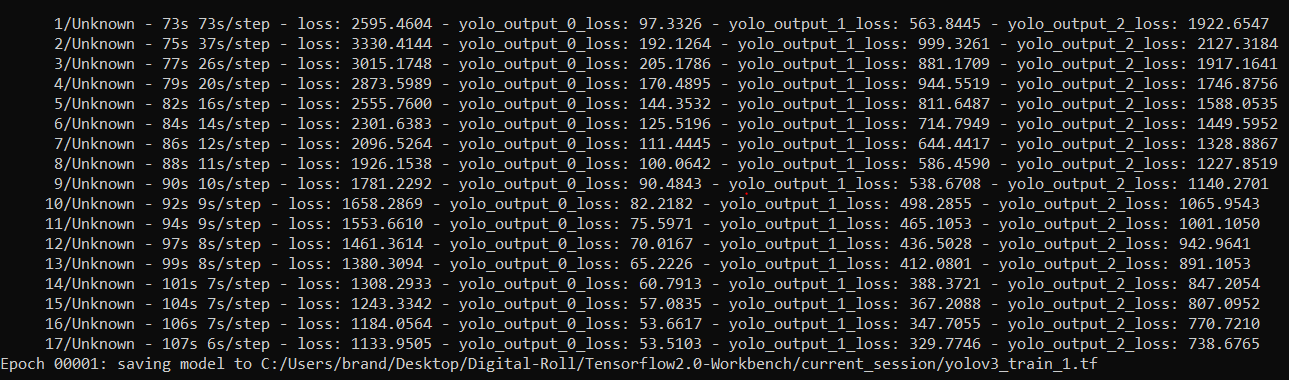 1/Unknown - 73s 73s/step - loss: 2595.4604 - yolo_output_0_loss: 97.3326 - yolo_output_1_loss: 563.8445 - yolo_output_2_loss: 1922.6547
2/Unknown - 75s 37s/step - loss: 3330.4144 - yolo_output_0_loss: 192.1264 - yolo_output_1_loss: 999.3261 - yolo_output_2_loss: 2127.3184
3/Unknown - 77s 26s/step - loss: 3015.1748 - yolo_output_0_loss: 205.1786 - yolo_output_1_loss: 881.1709 - yolo_output_2_loss: 1917.1641
4/Unknown - 79s 20s/step - loss: 2873.5989 - yolo_output_0_loss: 170.4895 - yolo_output_1_loss: 944.5519 - yolo_output_2_loss: 1746.8756
5/Unknown - 82s 16s/step - loss: 2555.7600 - yolo_output_0_loss: 144.3532 - yolo_output_1_loss: 811.6487 - yolo_output_2_loss: 1588.0535
6/Unknown - 84s 14s/step - loss: 2301.6383 - yolo_output_0_loss: 125.5196 - yolo_output_1_loss: 714.7949 - yolo_output_2_loss: 1449.5952
7/Unknown - 86s 12s/step - loss: 2096.5264 - yolo_output_0_loss: 111.4445 - yolo_output_1_loss: 644.4417 - yolo_output_2_loss: 1328.8867
8/Unknown - 88s 11s/step - loss: 1926.1538 - yolo_output_0_loss: 100.0642 - yolo_output_1_loss: 586.4590 - yolo_output_2_loss: 1227.8519
9/Unknown - 90s 10s/step - loss: 1781.2292 - yolo_output_0_loss: 90.4843 - yolo_output_1_loss: 538.6708 - yolo_output_2_loss: 1140.2701
10/Unknown - 92s 9s/step - loss: 1658.2869 - yolo_output_0_loss: 82.2182 - yolo_output_1_loss: 498.2855 - yolo_output_2_loss: 1065.9543
11/Unknown - 94s 9s/step - loss: 1553.6610 - yolo_output_0_loss: 75.5971 - yolo_output_1_loss: 465.1053 - yolo_output_2_loss: 1001.1050
12/Unknown - 97s 8s/step - loss: 1461.3614 - yolo_output_0_loss: 70.0167 - yolo_output_1_loss: 436.5028 - yolo_output_2_loss: 942.9641
13/Unknown - 99s 8s/step - loss: 1380.3094 - yolo_output_0_loss: 65.2226 - yolo_output_1_loss: 412.0801 - yolo_output_2_loss: 891.1053
14/Unknown - 101s 7s/step - loss: 1308.2933 - yolo_output_0_loss: 60.7913 - yolo_output_1_loss: 388.3721 - yolo_output_2_loss: 847.2054
15/Unknown - 104s 7s/step - loss: 1243.3342 - yolo_output_0_loss: 57.0835 - yolo_output_1_loss: 367.2088 - yolo_output_2_loss: 807.0952
16/Unknown - 106s 7s/step - loss: 1184.0564 - yolo_output_0_loss: 53.6617 - yolo_output_1_loss: 347.7055 - yolo_output_2_loss: 770.7210
17/Unknown - 107s 6s/step - loss: 1133.9505 - yolo_output_0_loss: 53.5103 - yolo_output_1_loss: 329.7746 - yolo_output_2_loss: 738.6765
Epoch 00001: saving model to C:/Users/brand/Desktop/Digital-Roll/Tensorflow2.0-Workbench/current_session/yolov3_train_1.tf